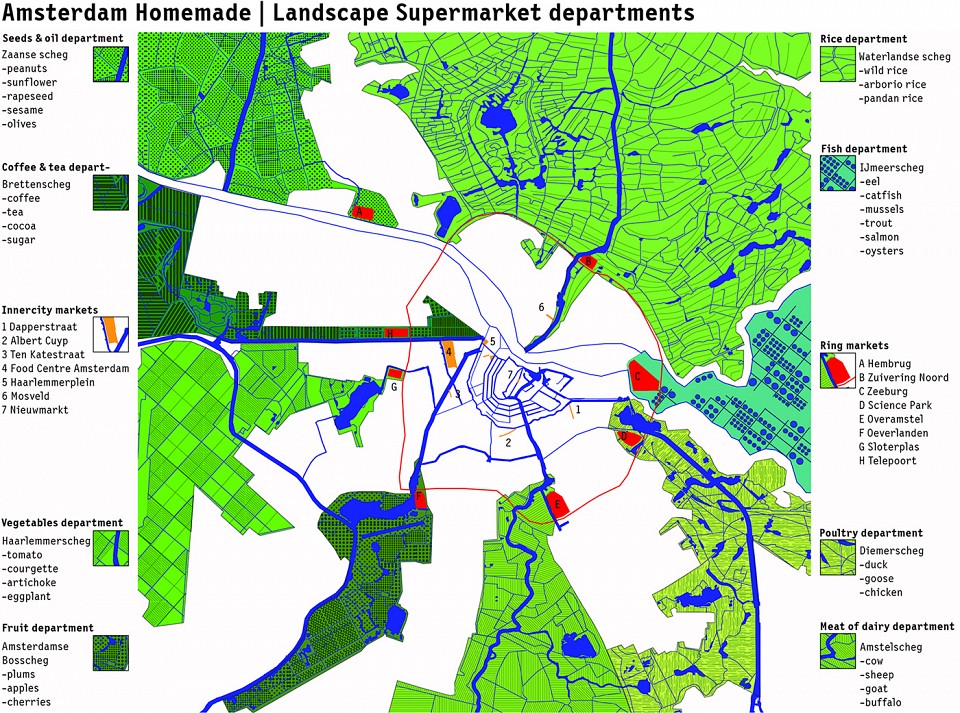 Amsterdam Homemade | Landscape Supermarket departments
Seeds & oil department
Zaanse scheg
-peanuts
-sunflower
-rapeseed
-sesame
-olives
Coffee & tea depart-
Brettenscheg
-coffee
-tea
-cocoa
-sugar
Innercity markets
1 Dapperstraat
2 Albert Cuyp
3 Ten Katestraat
4 Food Centre Amsterdam
5 Haarlemmerplein
6 Mosveld
7 Nieuwmarkt
Vegetables department
Haarlemmerscheg
-tomato
-courgette
-artichoke
-eggplant
Fruit department
Amsterdamse
Bosscheg
-plums
-apples
-cherries
A
B
6
H
5
4
G
3
7
C
1
2
D
F
E
Rice department
Waterlandse scheg
-wild rice
-arborio rice
-pandan rice
Fish department
IJmeerscheg
-eel
-catfish
-mussels
-trout
-salmon
-oysters
Ring markets
A Hembrug
B Zuivering Noord
C Zeeburg
D Science Park
E Overamstel
F Oeverlanden
G Sloterplas
H Telepoort
Poultry department
Diemerscheg
-duck
-goose
-chicken
Meat of dairy department
Amstelscheg
-cow
-sheep
-goat
-buffalo